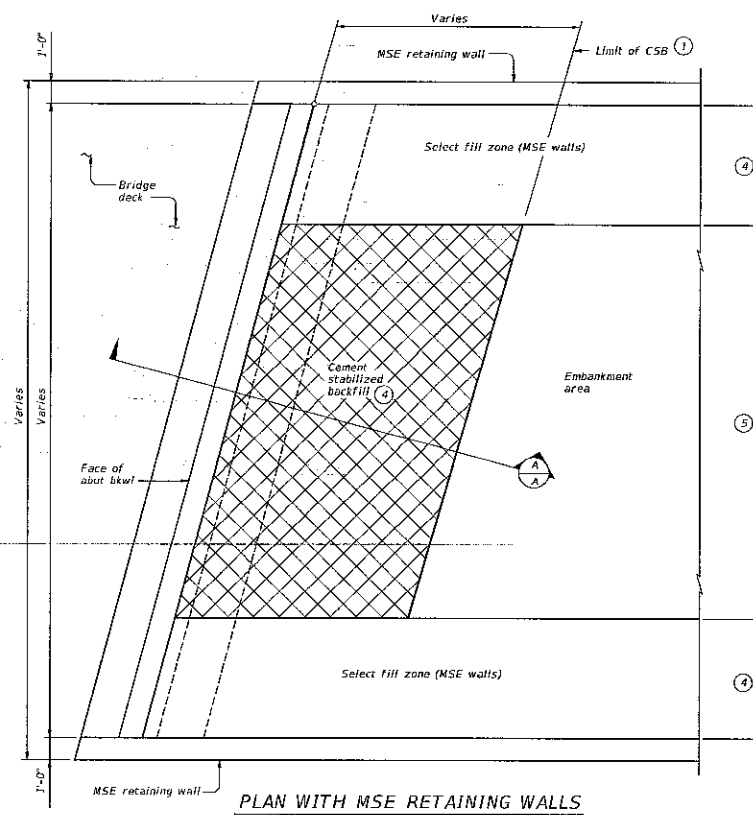 Varies
1'-0"
MSE retaining wall
Limit of CSB 1
Select fill zone (MSE walls)
4
Bridge
deck
Cement
stabilized
backfill 4
Embankment
area
Varies
Varies
5
Face of
abut bkwl
A
A
Select fill zone (MSE walls)
4
1'-0"
MSE retaining wall
PLAN WITH MSE RETAINING WALLS